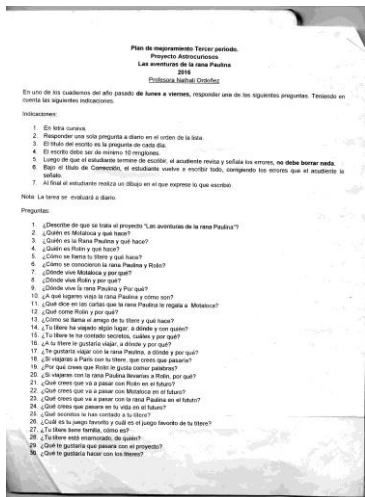 Plan de mejoramiento Tercer periodo.
Proyecto Astrocuriosos
Las aventuras de la rana Paulina
2016
Profesora Nathali Ordoñez
En uno de los cuadernos del año pasado de lunes a viernes, responder una de las siguientes preguntas. Teniendo en
cuenta las siguientes indicaciones.
Indicaciones:
1. En letra cursiva.
2. Responder una sola pregunta a diario en el orden de la lista.
3. El título del escrito es la pregunta de cada día.
4. El escrito debe ser de mínimo 10 renglones.
5. Luego de que el estudiante termine de escribir, el acudiente revisa y señala los errores, no debe borrar nada.
6. Bajo el título de Corrección, el estudiante vuelve a escribir todo, corrigiendo los errores que el acudiente le
señalo.
7. Al final el estudiante realiza un dibujo en el que exprese lo que escribió.
Nota: La tarea se evaluará a diario.
Preguntas:
1. ¿Describe de que se trata el proyecto "Las aventuras de la rana Paulina"?
2. ¿Quién es Motaloca y qué hace?
3. ¿Quién es la Rana Paulina y qué hace?
4. ¿Quién es Rolin y qué hace?
5. ¿Cómo se llama tu títere y qué hace?
6. ¿Cómo se conocieron la rana Paulina y Rolin?
7. ¿Dónde vive Motaloca y por qué?
8. ¿Dónde vive Rolin y por qué?
9. ¿Dónde vive la rana Paulina y Por qué?
10. ¿A qué lugares viaja la rana Paulina y cómo son?
11. ¿Qué dice en las cartas que la rana Paulina le regala a Motaloca?
12. ¿Qué come Rolin y por qué?
13. ¿Cómo se llama el amigo de tu títere y qué hace?
14. ¿Tu títere ha viajado algún lugar, a dónde y con quién?
15. ¿Tu títere te ha contado secretos, cuáles y por qué?
16. ¿A tu títere le gustaría viajar, a dónde y por qué?
17. ¿Te gustaría viajar con la rana Paulina, a dónde y por qué?
18. ¿Si viajaras a París con tu títere, que crees que pasaría?
19. ¿Por qué crees que Rolin le gusta comer palabras?
20. ¿Si viajaras con la rana Paulina llevarías a Rolin, por qué?
21. ¿Qué crees que va a pasar con Rolin en el futuro?
22. ¿Qué crees que va a pasar con Motaloca en el futuro?
23. ¿Qué crees que va a pasar con la rana Paulina en el futuro?
24. ¿Qué crees que pasara en tu vida en el futuro?
25. ¿Qué secretos le has contado a tu títere?
26. ¿Cuál es tu juego favorito y cuál es el juego favorito de tu títere?
27. ¿Tu títere tiene familia, cómo es?
28. ¿Tu títere está enamorado, de quién?
29. ¿Qué te gustaría que pasara con el proyecto?
30. ¿Qué te gustaría hacer con los títeres?